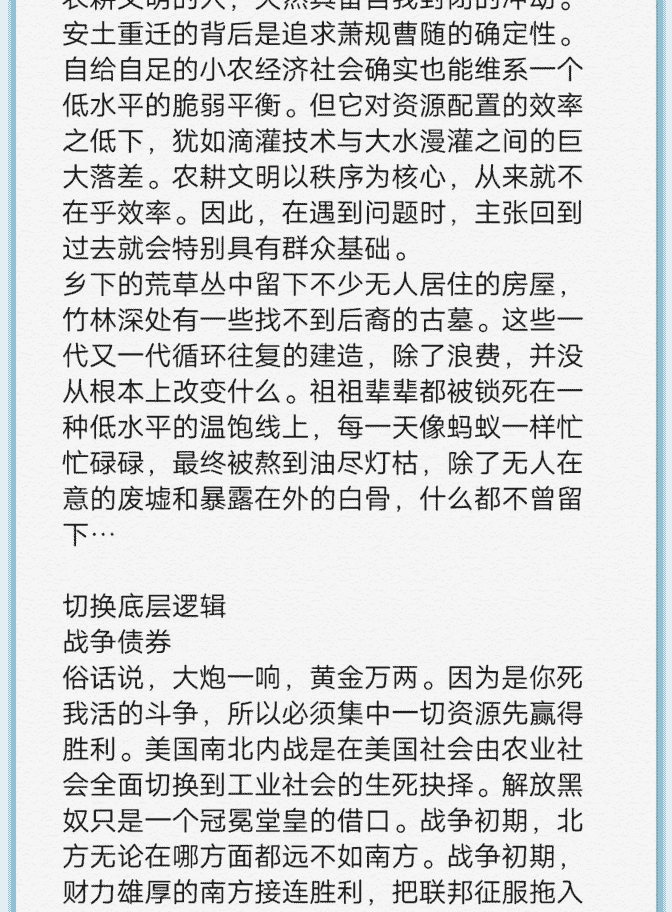 农耕文明的人，天然具备自我封闭的冲动。
安土重迁的背后是追求萧规曹随的确定性。
自给自足的小农经济社会确实也能维系一个
低水平的脆弱平衡。但它对资源配置的效率
之低下，犹如滴灌技术与大水漫灌之间的巨
大落差。农耕文明以秩序为核心，从来就不
在乎效率。因此，在遇到问题时，主张回到
过去就会特别具有群众基础。
乡下的荒草丛中留下不少无人居住的房屋，
竹林深处有一些找不到后裔的古墓。这些一
代又一代循环往复的建造，除了浪费，并没
从根本上改变什么。祖祖辈辈都被锁死在一
种低水平的温饱线上，每一天像蚂蚁一样忙
忙碌碌，最终被熬到油尽灯枯，除了无人在
意的废墟和暴露在外的白骨，什么都不曾留
下…
切换底层逻辑
战争债券
俗话说，大炮一响，黄金万两。因为是你死
我活的斗争，所以必须集中一切资源先赢得
胜利。美国南北内战是在美国社会由农业社
会全面切换到工业社会的生死抉择。解放黑
奴只是一个冠冕堂皇的借口。战争初期，北
方无论在哪方面都远不如南方。战争初期，
财力雄厚的南方接连胜利，把联邦征服拖入